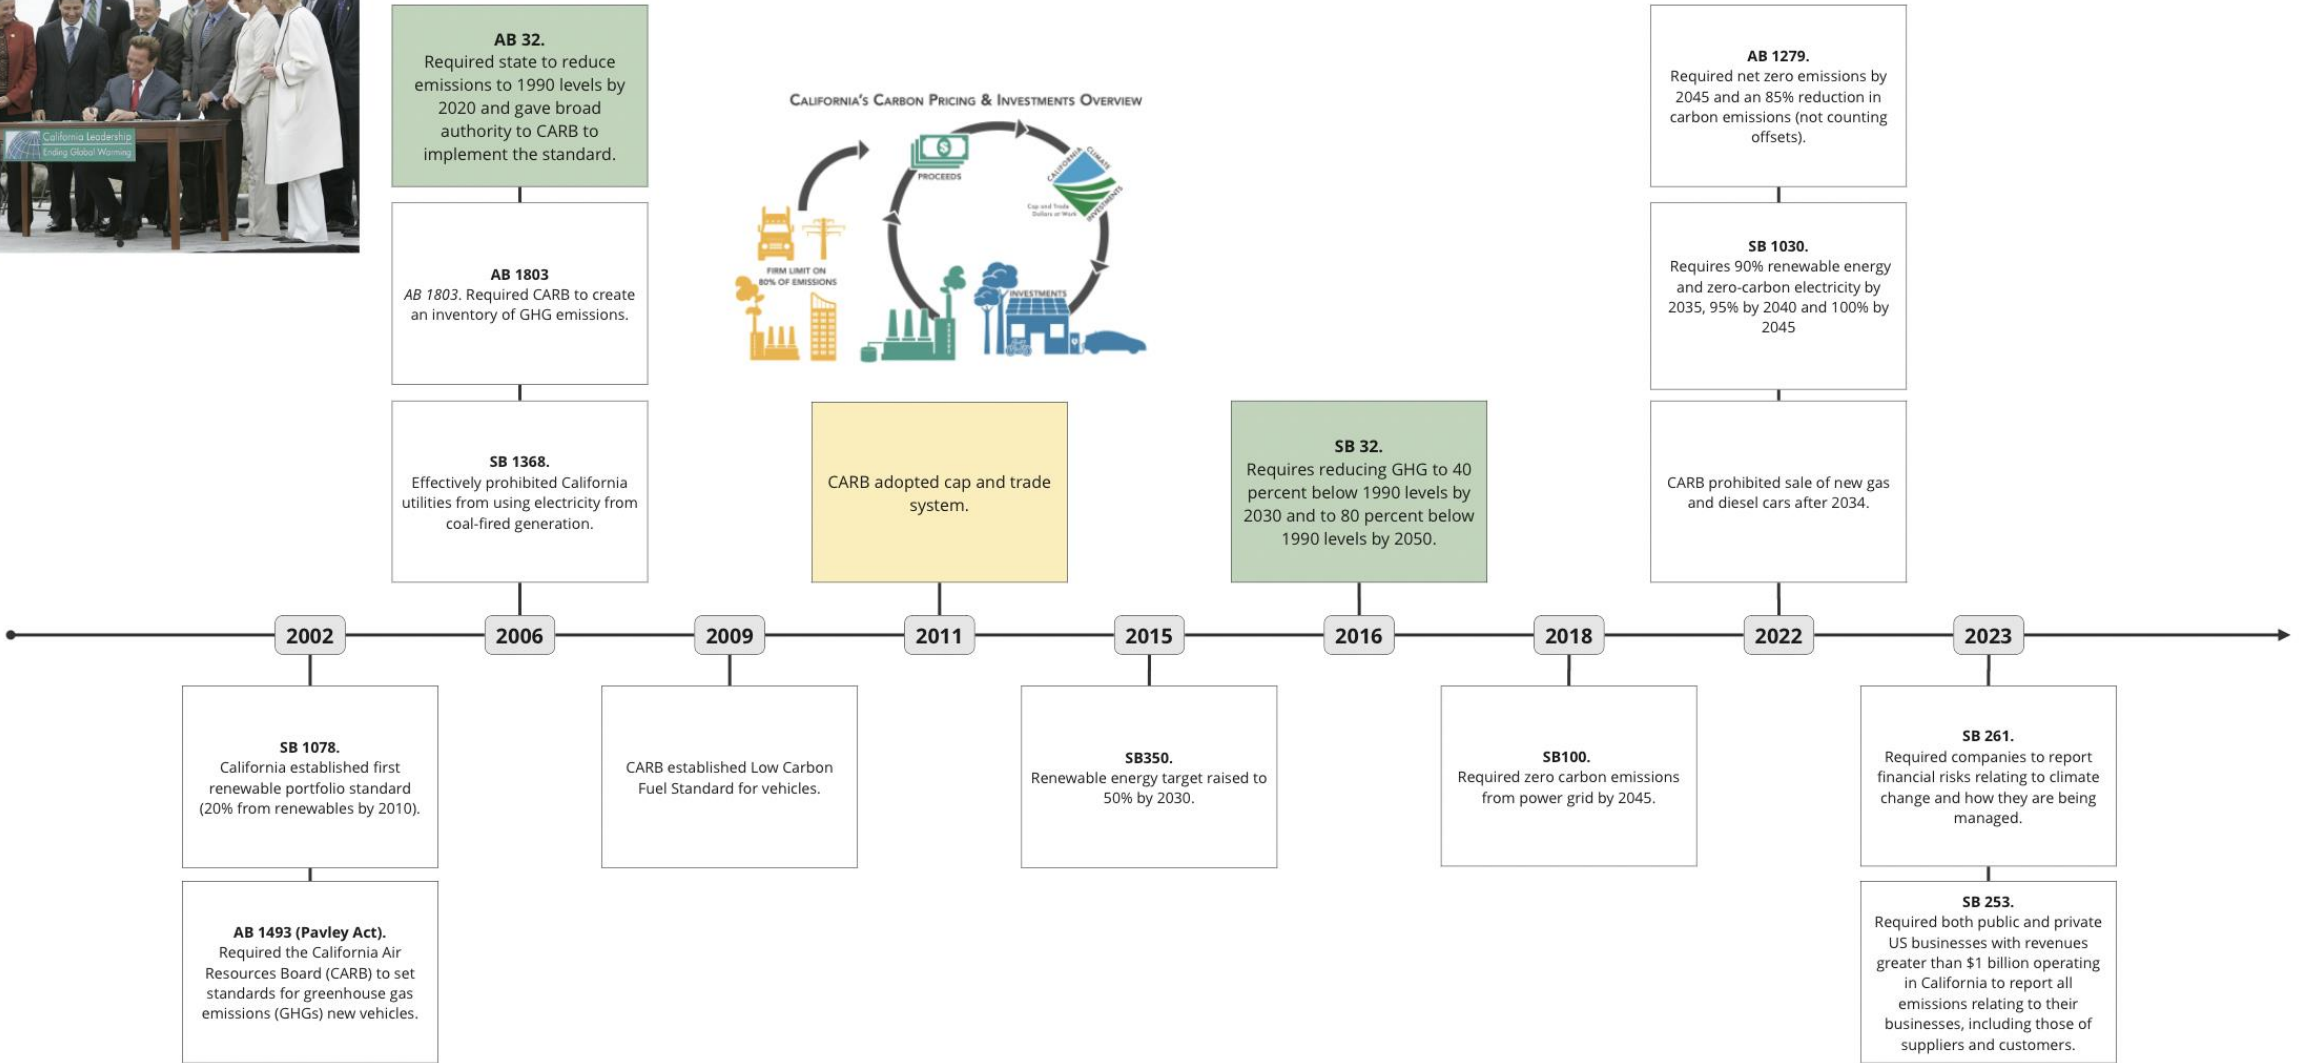 California Leadership
Ending Global Warming
AB 32.
Required state to reduce
emissions to 1990 levels by
2020 and gave broad
authority to CARB to
implement the standard.
AB 1803
AB 1803. Required CARB to create
an inventory of GHG emissions.
SB 1368.
Effectively prohibited California
utilities from using electricity from
coal-fired generation.
CALIFORNIA'S CARBON PRICING & INVESTMENTS OVERVIEW
PROCEEDS
CALIFORNIA CLIMATE
INVESTMENTS
Cap and Trade
Dollars at Work
FIRM LIMIT ON
80% OF EMISSIONS
INVESTMENTS
CARB adopted cap and trade
system.
SB 32.
Requires reducing GHG to 40
percent below 1990 levels by
2030 and to 80 percent below
1990 levels by 2050.
AB 1279.
Required net zero emissions by
2045 and an 85% reduction in
carbon emissions (not counting
offsets).
SB 1030.
Requires 90% renewable energy
and zero-carbon electricity by
2035, 95% by 2040 and 100% by
2045
CARB prohibited sale of new gas
and diesel cars after 2034.
2002
2006
2009
2011
2015
2016
2018
2022
2023
SB 1078.
California established first
renewable portfolio standard
(20% from renewables by 2010).
AB 1493 (Pavley Act).
Required the California Air
Resources Board (CARB) to set
standards for greenhouse gas
emissions (GHGs) new vehicles.
CARB established Low Carbon
Fuel Standard for vehicles.
SB350.
Renewable energy target raised to
50% by 2030.
SB100.
Required zero carbon emissions
from power grid by 2045.
SB 261.
Required companies to report
financial risks relating to climate
change and how they are being
managed.
SB 253.
Required both public and private
US businesses with revenues
greater than $1 billion operating
in California to report all
emissions relating to their
businesses, including those of
suppliers and customers.